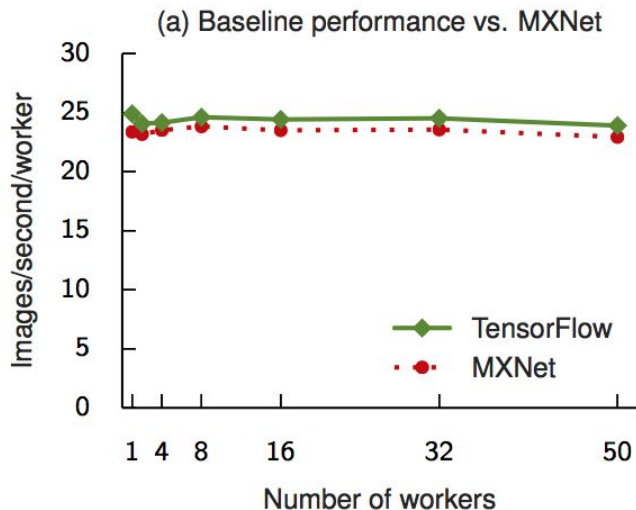 (a) Baseline performance vs. MXNet
30
25
20
15
10
5
0
Images/second/worker
TensorFlow
MXNet
1 4 8 16 32 50
Number of workers